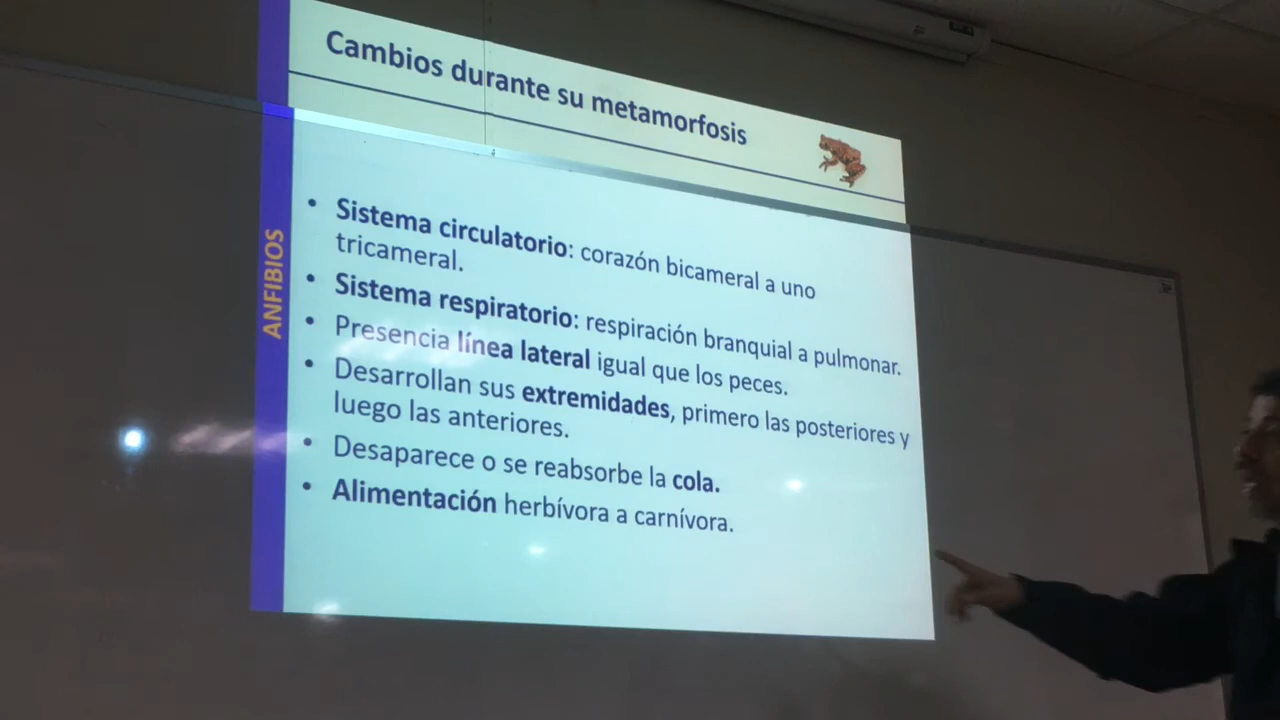 Cambios durante su metamorfosis
ANFIBIOS
• Sistema circulatorio: corazón bicameral a uno
tricameral.
• Sistema respiratorio: respiración branquial a pulmonar.
• Presencia línea lateral igual que los peces.
• Desarrollan sus extremidades, primero las posteriores y
luego las anteriores.
• Desaparece o se reabsorbe la cola.
• Alimentación herbívora a carnívora.